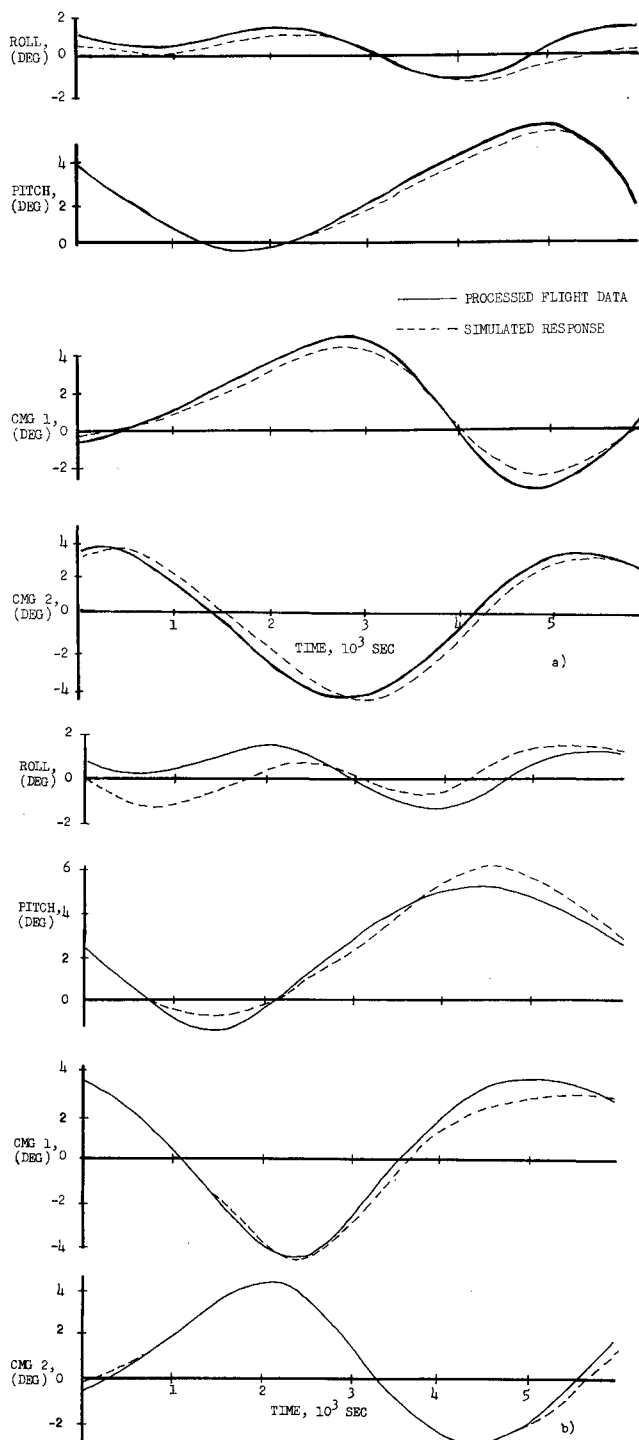 2
ROLL,
(DEG)
0
-2
4
PITCH,
(DEG)
2
0
PROCESSED FLIGHT DATA
SIMULATED RESPONSE
4
2
CMG 1,
(DEG)
0
-2
4
2
CMG 2,
(DEG)
0
1 2 3 4 5
-2
TIME, 10³ SEC
a)
-4
2
ROLL,
(DEG)
0
-2
6
PITCH,
(DEG)
4
2
0
4
2
CMG 1,
(DEG)
0
-2
-4
4
2
CMG 2,
(DEG)
0
1 2 3 4 5
-2
TIME, 10³ SEC
b)